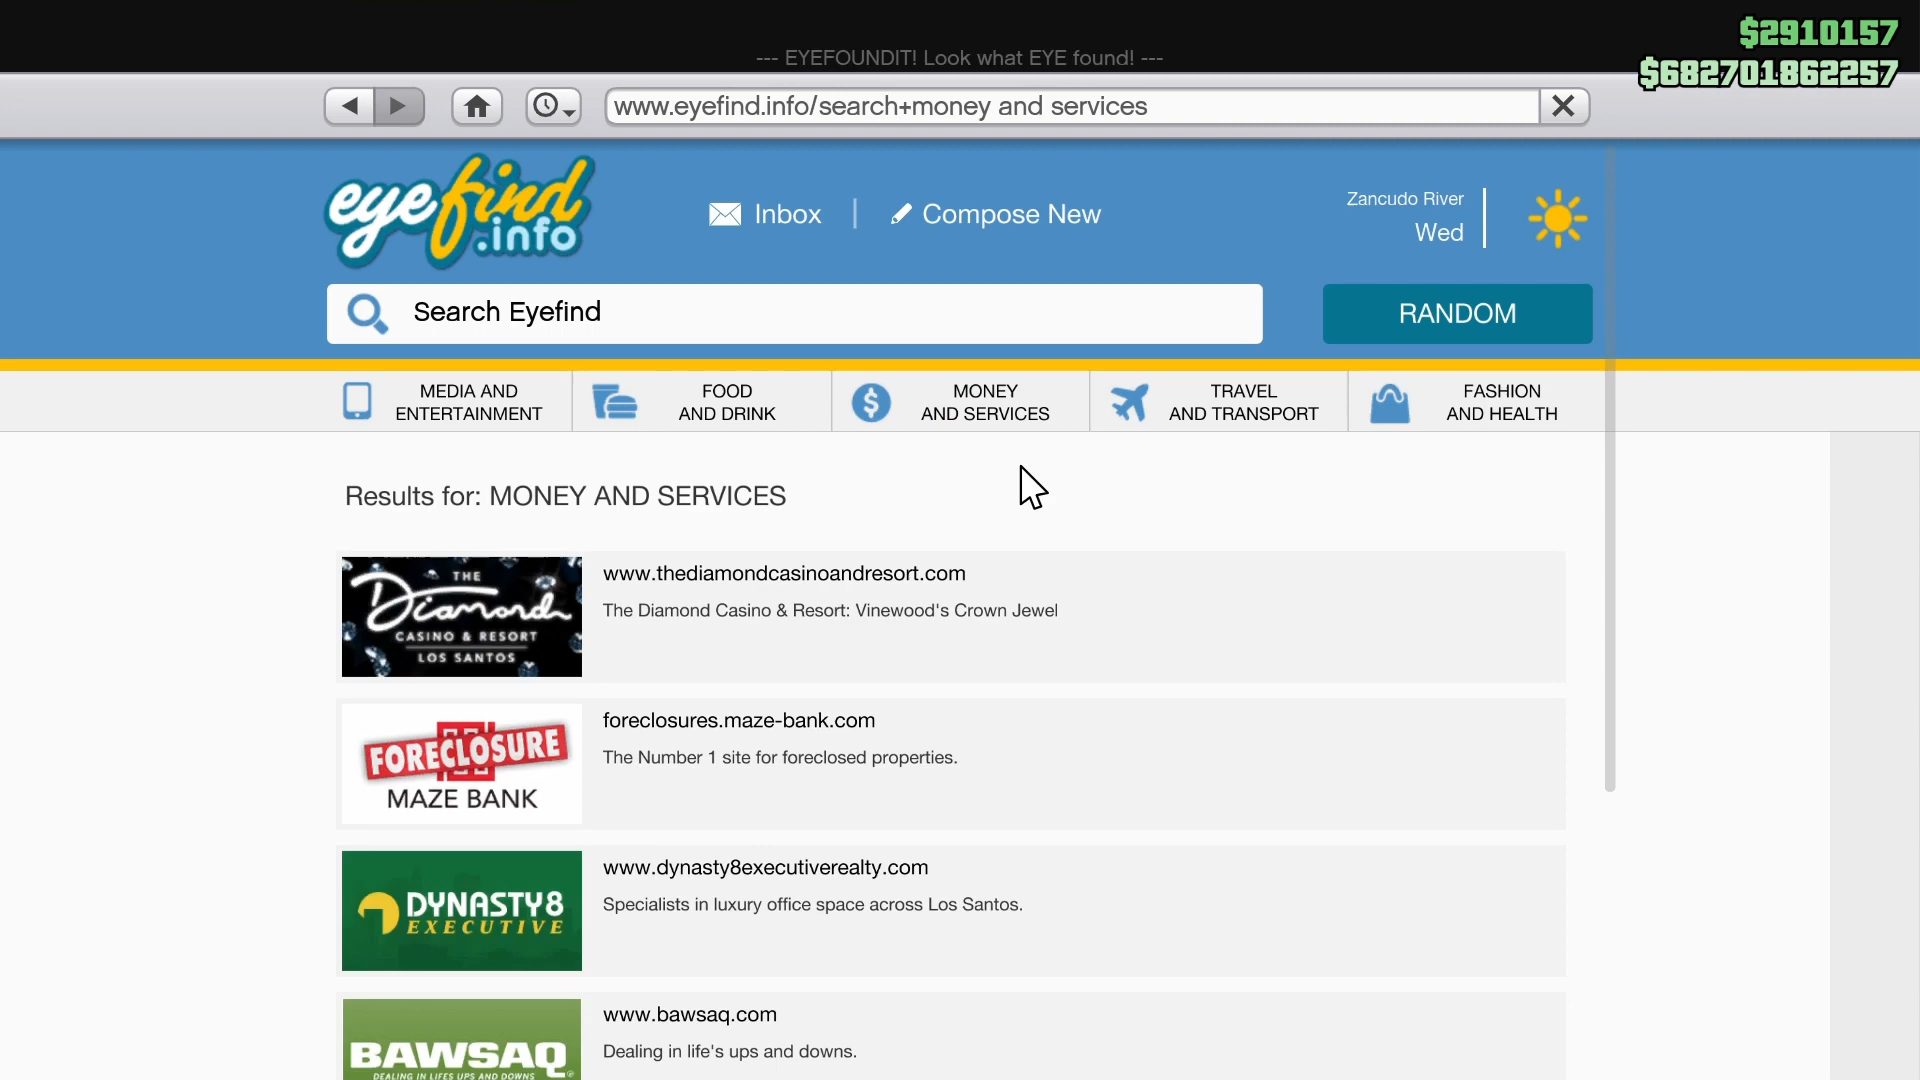 $2910157
--- EYEFOUNDIT! Look what EYE found! ---
$682701862257
www.eyefind.info/search+money and services
eyefind
.info
Inbox
Compose New
Zancudo River
Wed
Search Eyefind
RANDOM
MEDIA AND
ENTERTAINMENT
FOOD
AND DRINK
MONEY
AND SERVICES
TRAVEL
AND TRANSPORT
FASHION
AND HEALTH
Results for: MONEY AND SERVICES
THE
Diamond
CASINO & RESORT
LOS SANTOS
www.thediamondcasinoandresort.com
The Diamond Casino & Resort: Vinewood's Crown Jewel
FORECLOSURE
MAZE BANK
foreclosures.maze-bank.com
The Number 1 site for foreclosed properties.
DYNASTY8
EXECUTIVE
www.dynasty8executiverealty.com
Specialists in luxury office space across Los Santos.
BAWSAQ
DEALING IN LIFES UPS AND DOWNS
www.bawsaq.com
Dealing in life's ups and downs.